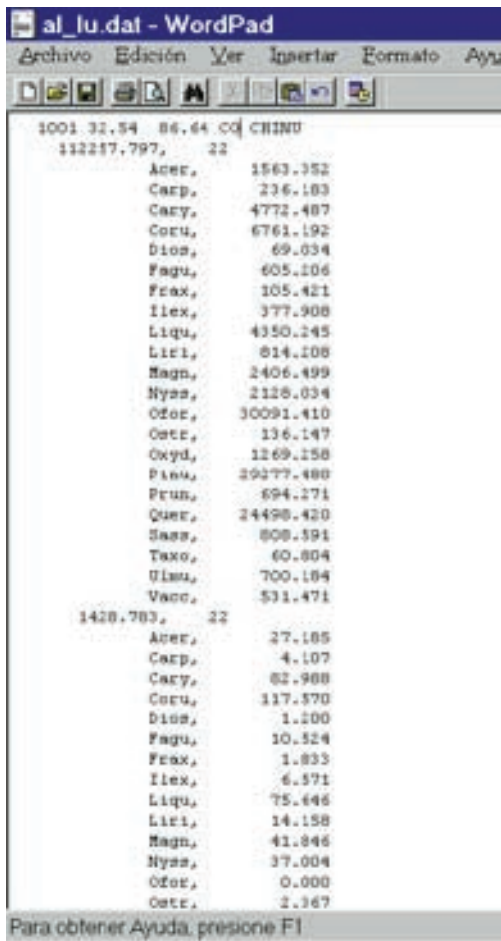 al_lu.dat - WordPad
Archivo Edición Ver Insertar Formato Ayu
1001 32.54 86.64 CO CHINU
112257.797, 22
Acer, 1563.352
Carp, 236.183
Cary, 4772.487
Coru, 6761.192
Dios, 69.034
Fagu, 605.206
Frax, 105.421
Ilex, 377.908
Liqu, 4350.245
Liri, 814.208
Magn, 2406.499
Nyss, 2128.034
Ofor, 30091.410
Ostr, 136.147
Oxyd, 1269.258
Pinu, 29277.480
Prun, 694.271
Quer, 24498.420
Sass, 808.591
Taxo, 60.804
Ulmu, 700.184
Vacc, 531.471
1428.783, 22
Acer, 27.185
Carp, 4.107
Cary, 82.988
Coru, 117.570
Dios, 1.200
Fagu, 10.524
Frax, 1.833
Ilex, 6.571
Liqu, 75.646
Liri, 14.158
Magn, 41.846
Nyss, 37.004
Ofor, 0.000
Ostr, 2.367
Para obtener Ayuda, presione F1